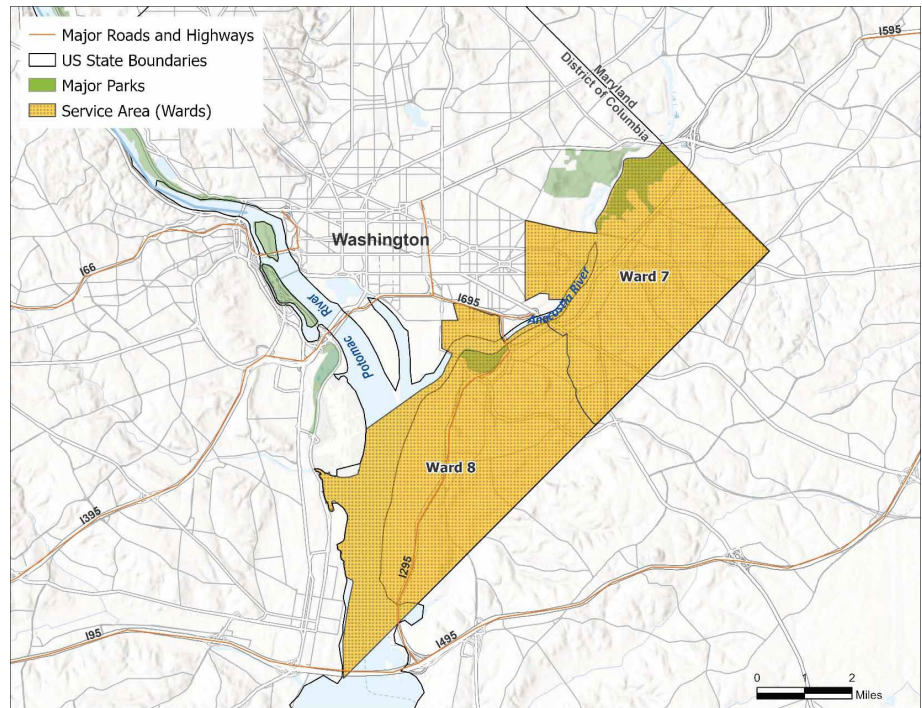 Major Roads and Highways
US State Boundaries
Major Parks
Service Area (Wards)
I595
Maryland
District of Columbia
Washington
I66
Ward 7
I695
Anacostia River
Potomac
River
Ward 8
I395
I295
I95
I495
0 1 2
Miles